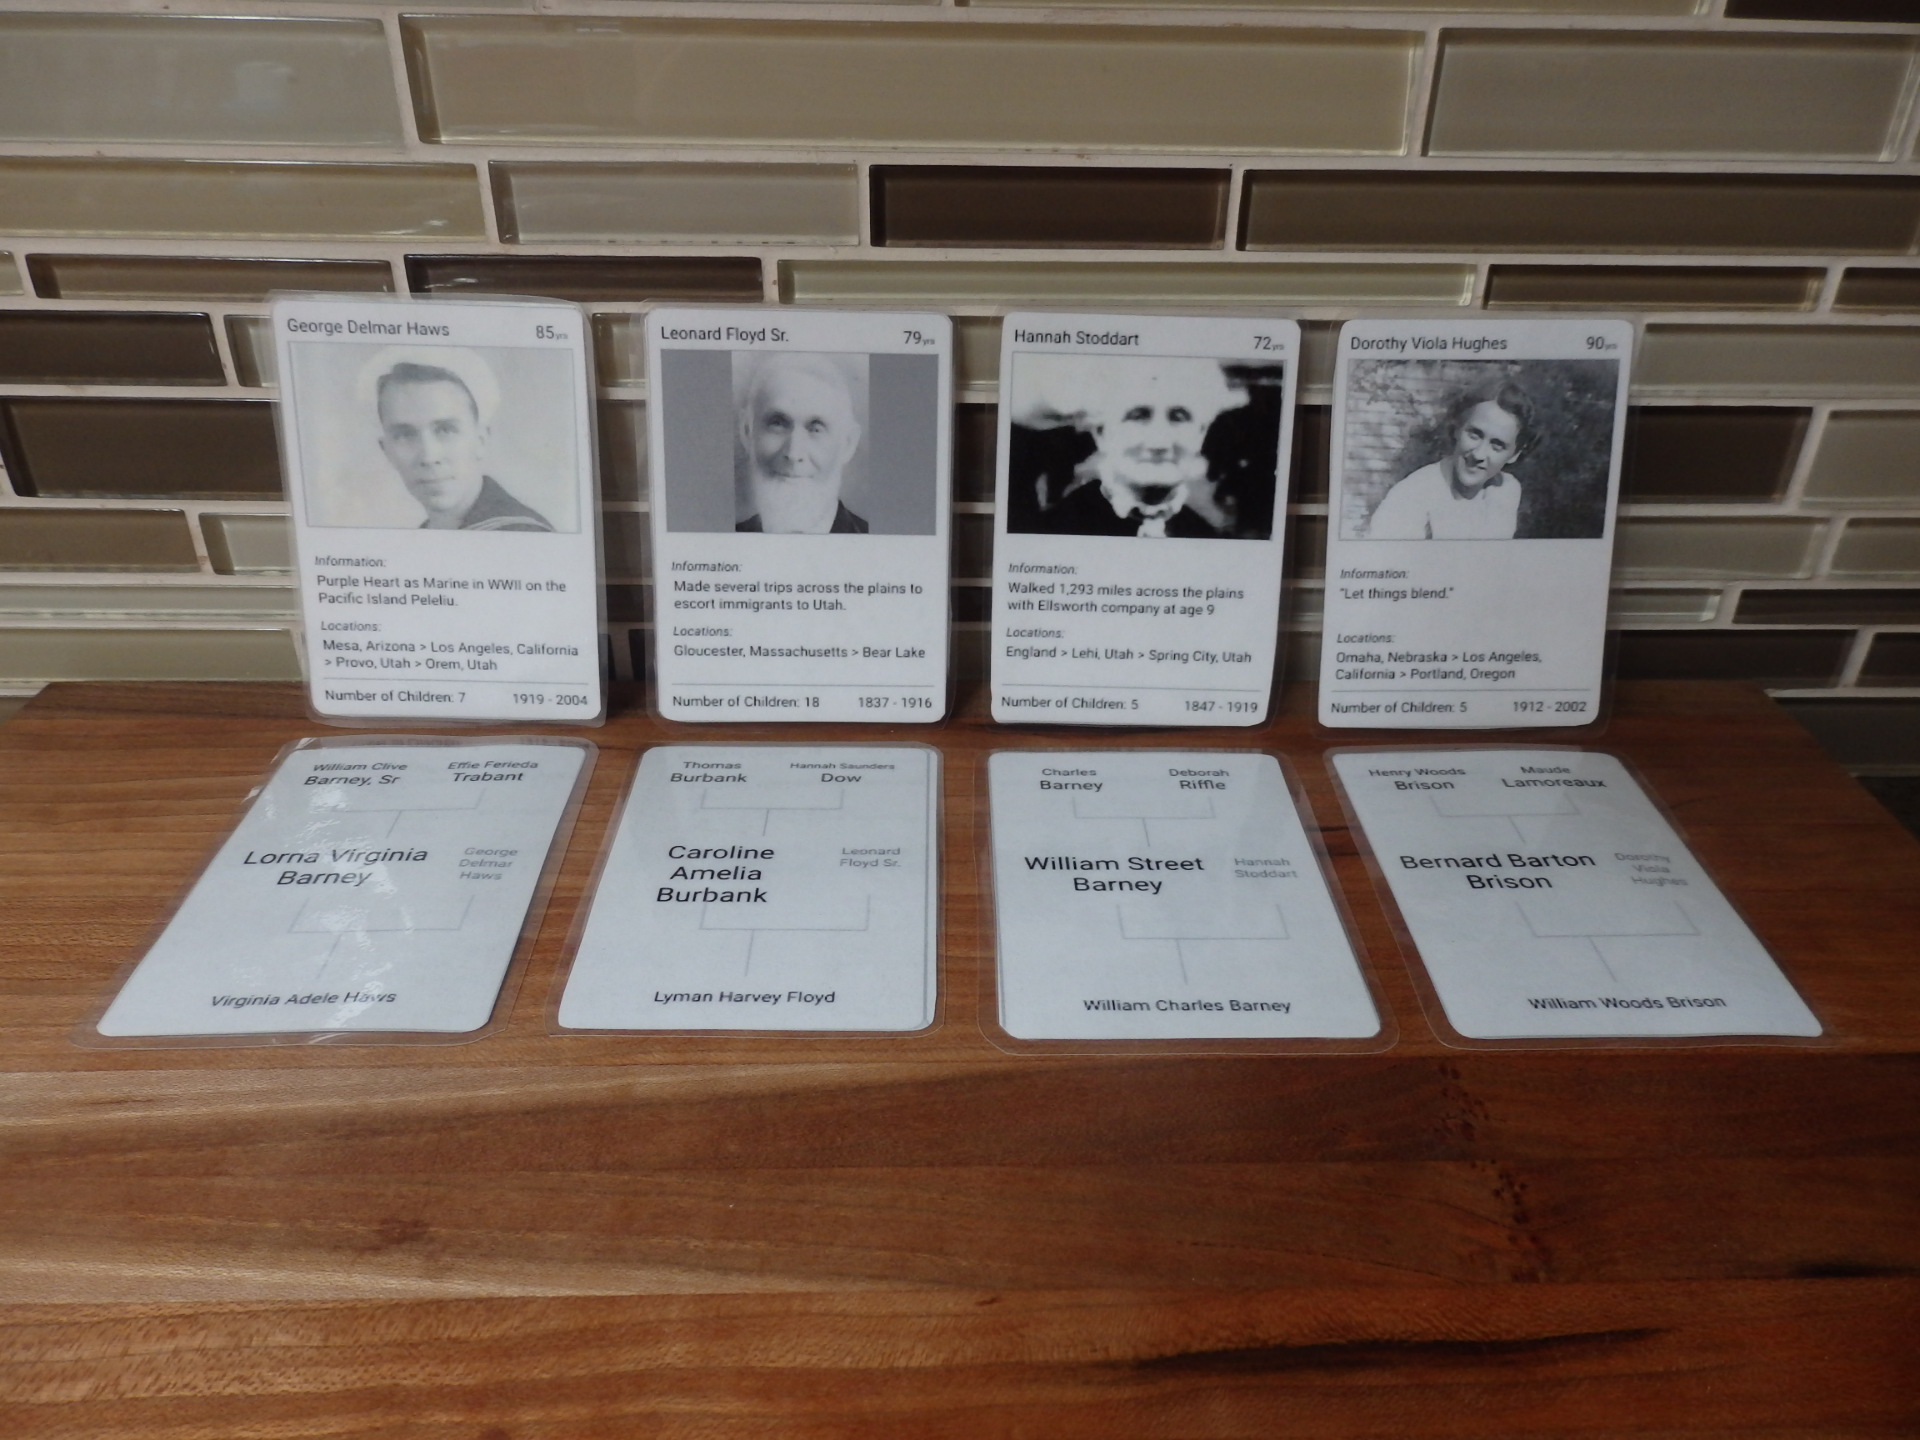 George Delmar Haws 85yrs
Information:
Purple Heart as Marine in WWII on the
Pacific Island Peleliu.
Locations:
Mesa, Arizona > Los Angeles, California
> Provo, Utah > Orem, Utah
Number of Children: 7 1919 - 2004
Leonard Floyd Sr. 79yrs
Information:
Made several trips across the plains to
escort immigrants to Utah.
Locations:
Gloucester, Massachusetts > Bear Lake
Number of Children: 18 1837 - 1916
Hannah Stoddart 72yrs
Information:
Walked 1,293 miles across the plains
with Ellsworth company at age 9
Locations:
England > Lehi, Utah > Spring City, Utah
Number of Children: 5 1847 - 1919
Dorothy Viola Hughes 90yrs
Information:
"Let things blend."
Locations:
Omaha, Nebraska > Los Angeles,
California > Portland, Oregon
Number of Children: 5 1912 - 2002
William Clive Effie Ferieda
Barney, Sr Trabant
Lorna Virginia
Barney
George
Delmar
Haws
Virginia Adele Haws
Thomas Hannah Saunders
Burbank Dow
Caroline
Amelia
Burbank
Leonard
Floyd Sr.
Lyman Harvey Floyd
Charles Deborah
Barney Riffle
William Street
Barney
Hannah
Stoddart
William Charles Barney
Henry Woods Maude
Brison Lamoreaux
Bernard Barton
Brison
Dorothy
Viola
Hughes
William Woods Brison